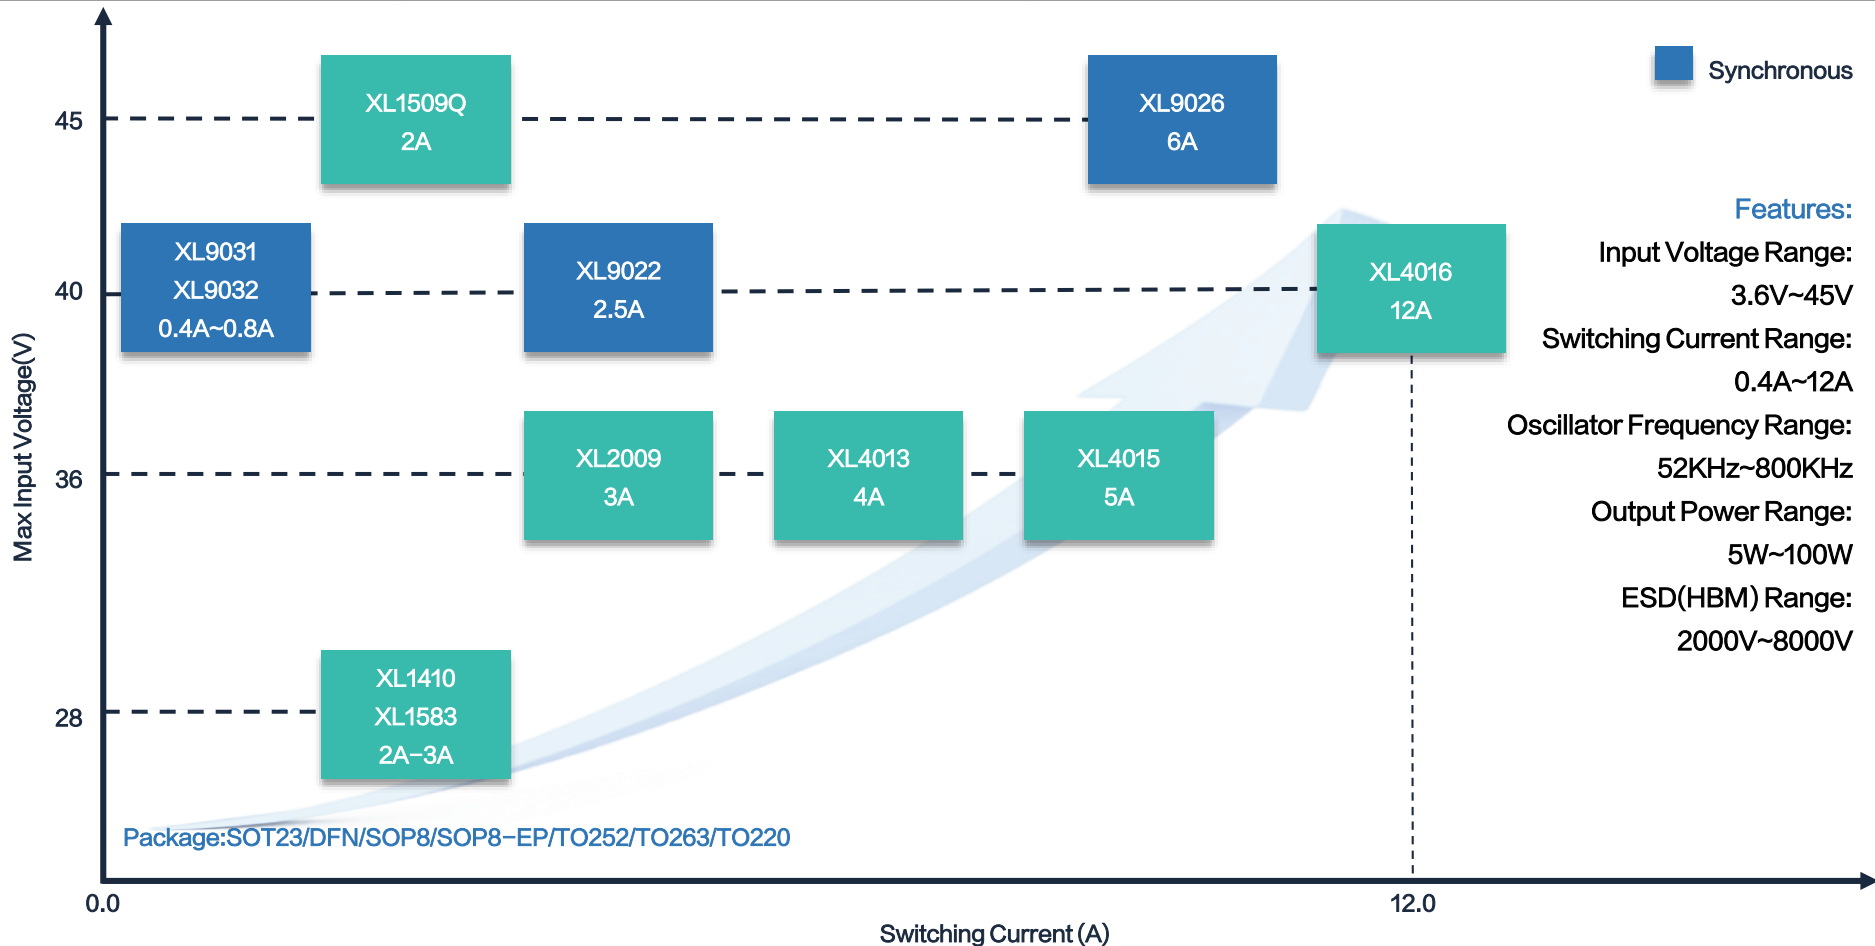 Synchronous
45
XL1509Q
2A
XL9026
6A
40
XL9031
XL9032
0.4A~0.8A
XL9022
2.5A
XL4016
12A
36
XL2009
3A
XL4013
4A
XL4015
5A
28
XL1410
XL1583
2A-3A
Max Input Voltage(V)
Package:SOT23/DFN/SOP8/SOP8-EP/TO252/TO263/TO220
0.0
12.0
Switching Current (A)
Features:
Input Voltage Range:
3.6V~45V
Switching Current Range:
0.4A~12A
Oscillator Frequency Range:
52KHz~800KHz
Output Power Range:
5W~100W
ESD(HBM) Range:
2000V~8000V